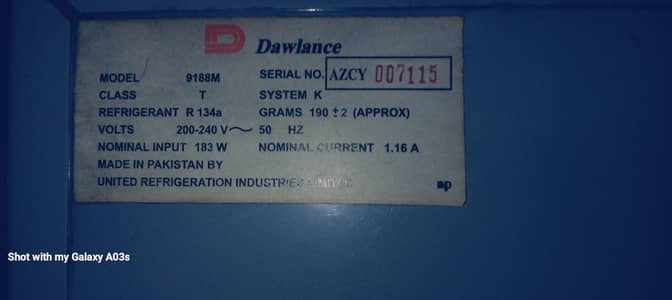 Dawlance
MODEL 9188M SERIAL NO. AZCY 007115
CLASS T SYSTEM K
REFRIGERANT R 134a GRAMS 190 ± 2 (APPROX)
VOLTS 200-240 V~ 50 HZ
NOMINAL INPUT 183 W NOMINAL CURRENT 1.16 A
MADE IN PAKISTAN BY
UNITED REFRIGERATION INDUSTRIES
ap
Shot with my Galaxy A03s